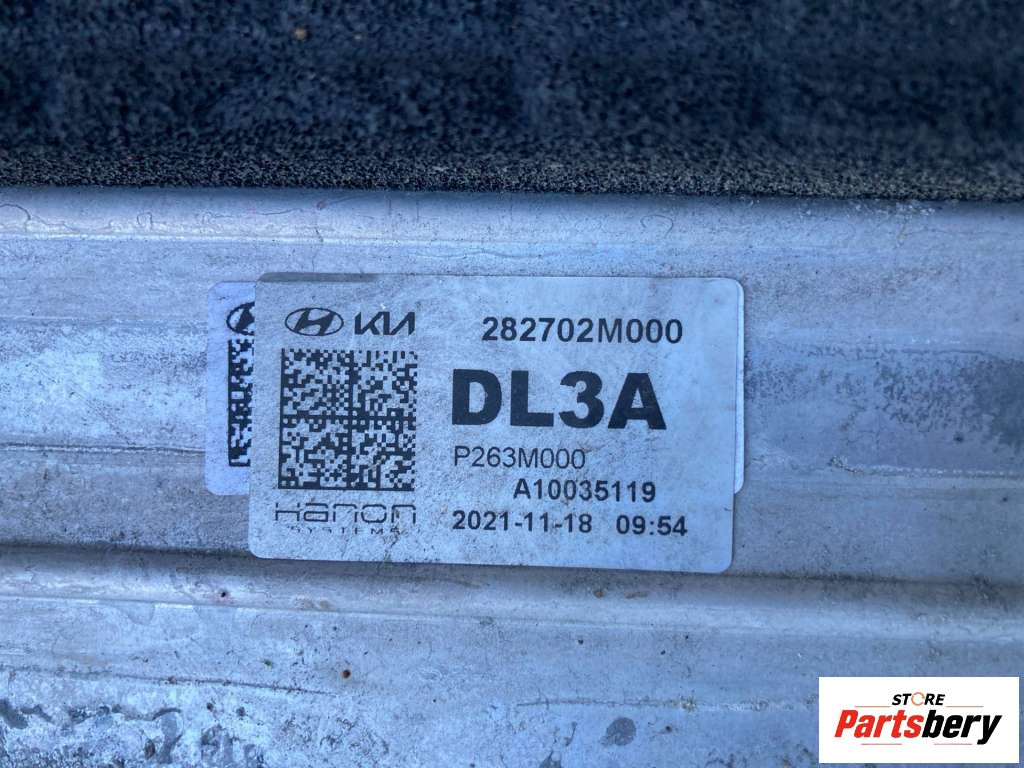 KIA 282702M000
DL3A
P263M000
A10035119
Hanon
SYSTEMS
2021-11-18 09:54
STORE
Partsbery